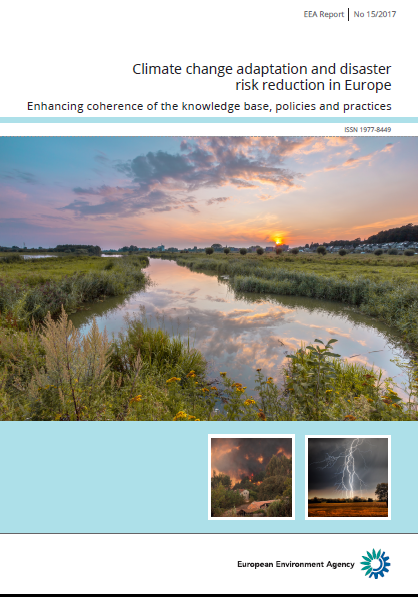 EEA Report | No 15/2017
Climate change adaptation and disaster
risk reduction in Europe
Enhancing coherence of the knowledge base, policies and practices
ISSN 1977-8449
European Environment Agency